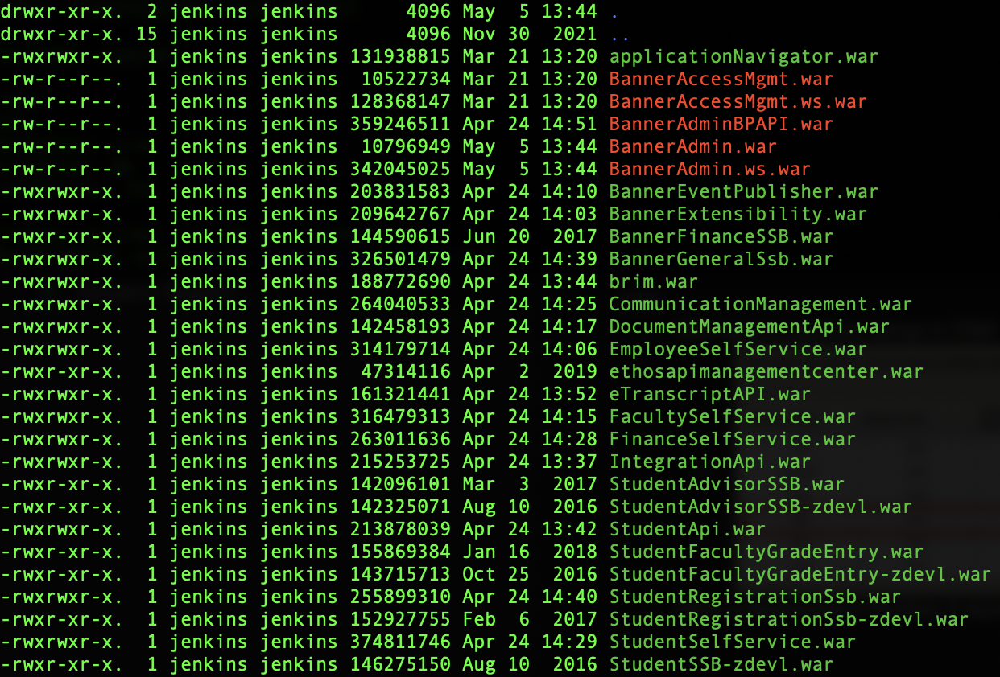 drwxr-xr-x.  2 jenkins jenkins      4096 May  5 13:44 .
drwxr-xr-x. 15 jenkins jenkins      4096 Nov 30  2021 ..
-rwxrwxr-x.  1 jenkins jenkins 131938815 Mar 21 13:20 applicationNavigator.war
-rw-r--r--.  1 jenkins jenkins  10522734 Mar 21 13:20 BannerAccessMgmt.war
-rw-r--r--.  1 jenkins jenkins 128368147 Mar 21 13:20 BannerAccessMgmt.ws.war
-rw-r--r--.  1 jenkins jenkins 359246511 Apr 24 14:51 BannerAdminBPAPI.war
-rw-r--r--.  1 jenkins jenkins  10796949 May  5 13:44 BannerAdmin.war
-rw-r--r--.  1 jenkins jenkins 342045025 May  5 13:44 BannerAdmin.ws.war
-rwxrwxr-x.  1 jenkins jenkins 203831583 Apr 24 14:10 BannerEventPublisher.war
-rwxrwxr-x.  1 jenkins jenkins 209642767 Apr 24 14:03 BannerExtensibility.war
-rwxr-xr-x.  1 jenkins jenkins 144590615 Jun 20  2017 BannerFinanceSSB.war
-rwxrwxr-x.  1 jenkins jenkins 326501479 Apr 24 14:39 BannerGeneralSsb.war
-rwxrwxr-x.  1 jenkins jenkins 188772690 Apr 24 13:44 brim.war
-rwxrwxr-x.  1 jenkins jenkins 264040533 Apr 24 14:25 CommunicationManagement.war
-rwxrwxr-x.  1 jenkins jenkins 142458193 Apr 24 14:17 DocumentManagementApi.war
-rwxrwxr-x.  1 jenkins jenkins 314179714 Apr 24 14:06 EmployeeSelfService.war
-rwxrwxr-x.  1 jenkins jenkins  47314116 Apr  2  2019 ethosapimanagementcenter.war
-rwxrwxr-x.  1 jenkins jenkins 161321441 Apr 24 13:52 eTranscriptAPI.war
-rwxrwxr-x.  1 jenkins jenkins 316479313 Apr 24 14:15 FacultySelfService.war
-rwxrwxr-x.  1 jenkins jenkins 263011636 Apr 24 14:28 FinanceSelfService.war
-rwxrwxr-x.  1 jenkins jenkins 215253725 Apr 24 13:37 IntegrationApi.war
-rwxr-xr-x.  1 jenkins jenkins 142096101 Mar  3  2017 StudentAdvisorSSB.war
-rwxr-xr-x.  1 jenkins jenkins 142325071 Aug 10  2016 StudentAdvisorSSB-zdevl.war
-rwxrwxr-x.  1 jenkins jenkins 213878039 Apr 24 13:42 StudentApi.war
-rwxrwxr-x.  1 jenkins jenkins 155869384 Jan 16  2018 StudentFacultyGradeEntry.war
-rwxr-xr-x.  1 jenkins jenkins 143715713 Oct 25  2016 StudentFacultyGradeEntry-zdevl.war
-rwxrwxr-x.  1 jenkins jenkins 255899310 Apr 24 14:40 StudentRegistrationSsb.war
-rwxr-xr-x.  1 jenkins jenkins 152927755 Feb  6  2017 StudentRegistrationSsb-zdevl.war
-rwxrwxr-x.  1 jenkins jenkins 374811746 Apr 24 14:29 StudentSelfService.war
-rwxr-xr-x.  1 jenkins jenkins 146275150 Aug 10  2016 StudentSSB-zdevl.war